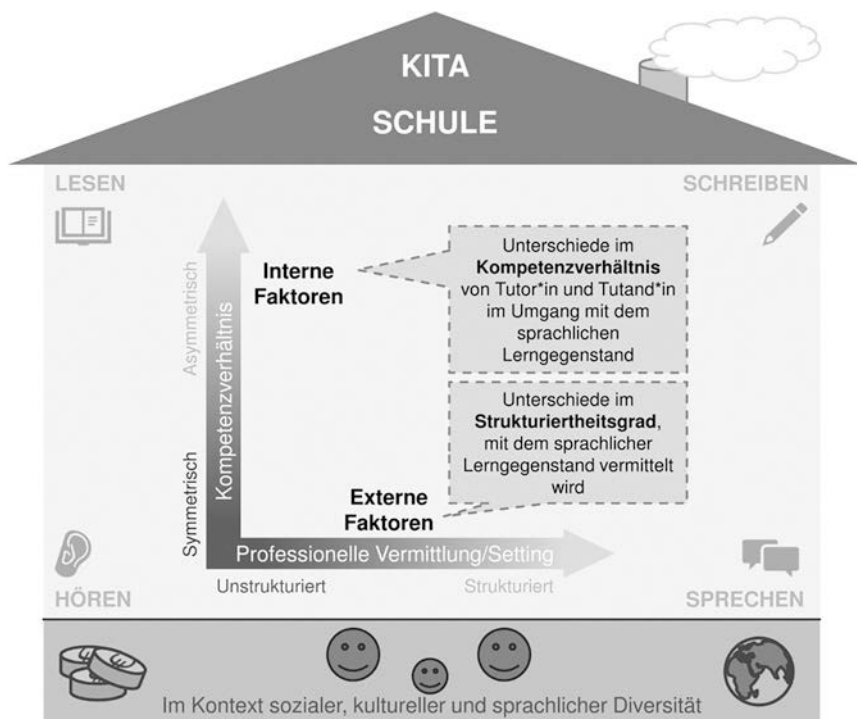 KITA
SCHULE
LESEN
SCHREIBEN
Interne
Faktoren
Unterschiede im
Kompetenzverhältnis
von Tutor*in und Tutand*in
im Umgang mit dem
sprachlichen
Lerngegenstand
Asymmetrisch
Symmetrisch
Kompetenzverhältnis
Unterschiede im
Strukturiertheitsgrad,
mit dem sprachlicher
Lerngegenstand vermittelt
wird
Externe
Faktoren
Professionelle Vermittlung/Setting
Unstrukturiert
Strukturiert
HÖREN
SPRECHEN
Im Kontext sozialer, kultureller und sprachlicher Diversität